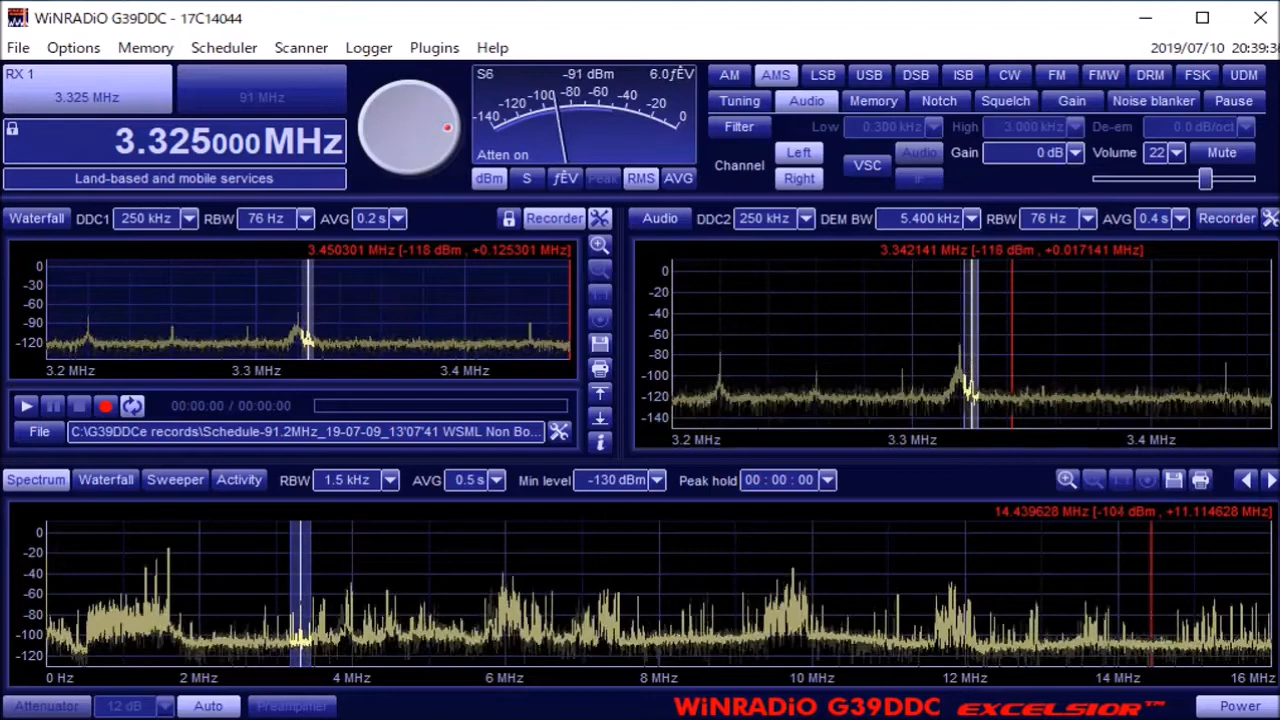 WiNRADiO G39DDC - 17C14044
File Options Memory Scheduler Scanner Logger Plugins Help 2019/07/10 20:39:3
RX 1
3.325 MHz 91 MHz
3.325000 MHz
Land-based and mobile services
S6 -91 dBm 6.0ƒÉV
-140 -120 -100 -80 -60 -40 -20 0
Atten on
dBm S ƒÉV Peak RMS AVG
AM AMS LSB USB DSB ISB CW FM FMW DRM FSK UDM
Tuning Audio Memory Notch Squelch Gain Noise blanker Pause
Filter Low 0.300 kHz High 3.000 kHz De-em 0.0 dB/oct
Channel Left Right VSC Audio IF Gain 0 dB Volume 22 Mute
Waterfall DDC1 250 kHz RBW 76 Hz AVG 0.2 s Recorder
3.450301 MHz [-118 dBm , +0.125301 MHz]
0
-30
-60
-90
-120
3.2 MHz 3.3 MHz 3.4 MHz
00:00:00 / 00:00:00
File C:\G39DDCe records\Schedule-91.2MHz_19-07-09_13'07'41 WSML Non Bo...
Audio DDC2 250 kHz DEM BW 5.400 kHz RBW 76 Hz AVG 0.4 s Recorder
3.342141 MHz [-116 dBm , +0.017141 MHz]
0
-20
-40
-60
-80
-100
-120
-140
3.2 MHz 3.3 MHz 3.4 MHz
Spectrum Waterfall Sweeper Activity RBW 1.5 kHz AVG 0.5 s Min level -130 dBm Peak hold 00 : 00 : 00
14.439628 MHz [-104 dBm , +11.114628 MHz]
0
-20
-40
-60
-80
-100
-120
0 Hz 2 MHz 4 MHz 6 MHz 8 MHz 10 MHz 12 MHz 14 MHz 16 MHz
Attenuator 12 dB Auto Preamplifier WiNRADiO G39DDC EXCELSIOR™ Power